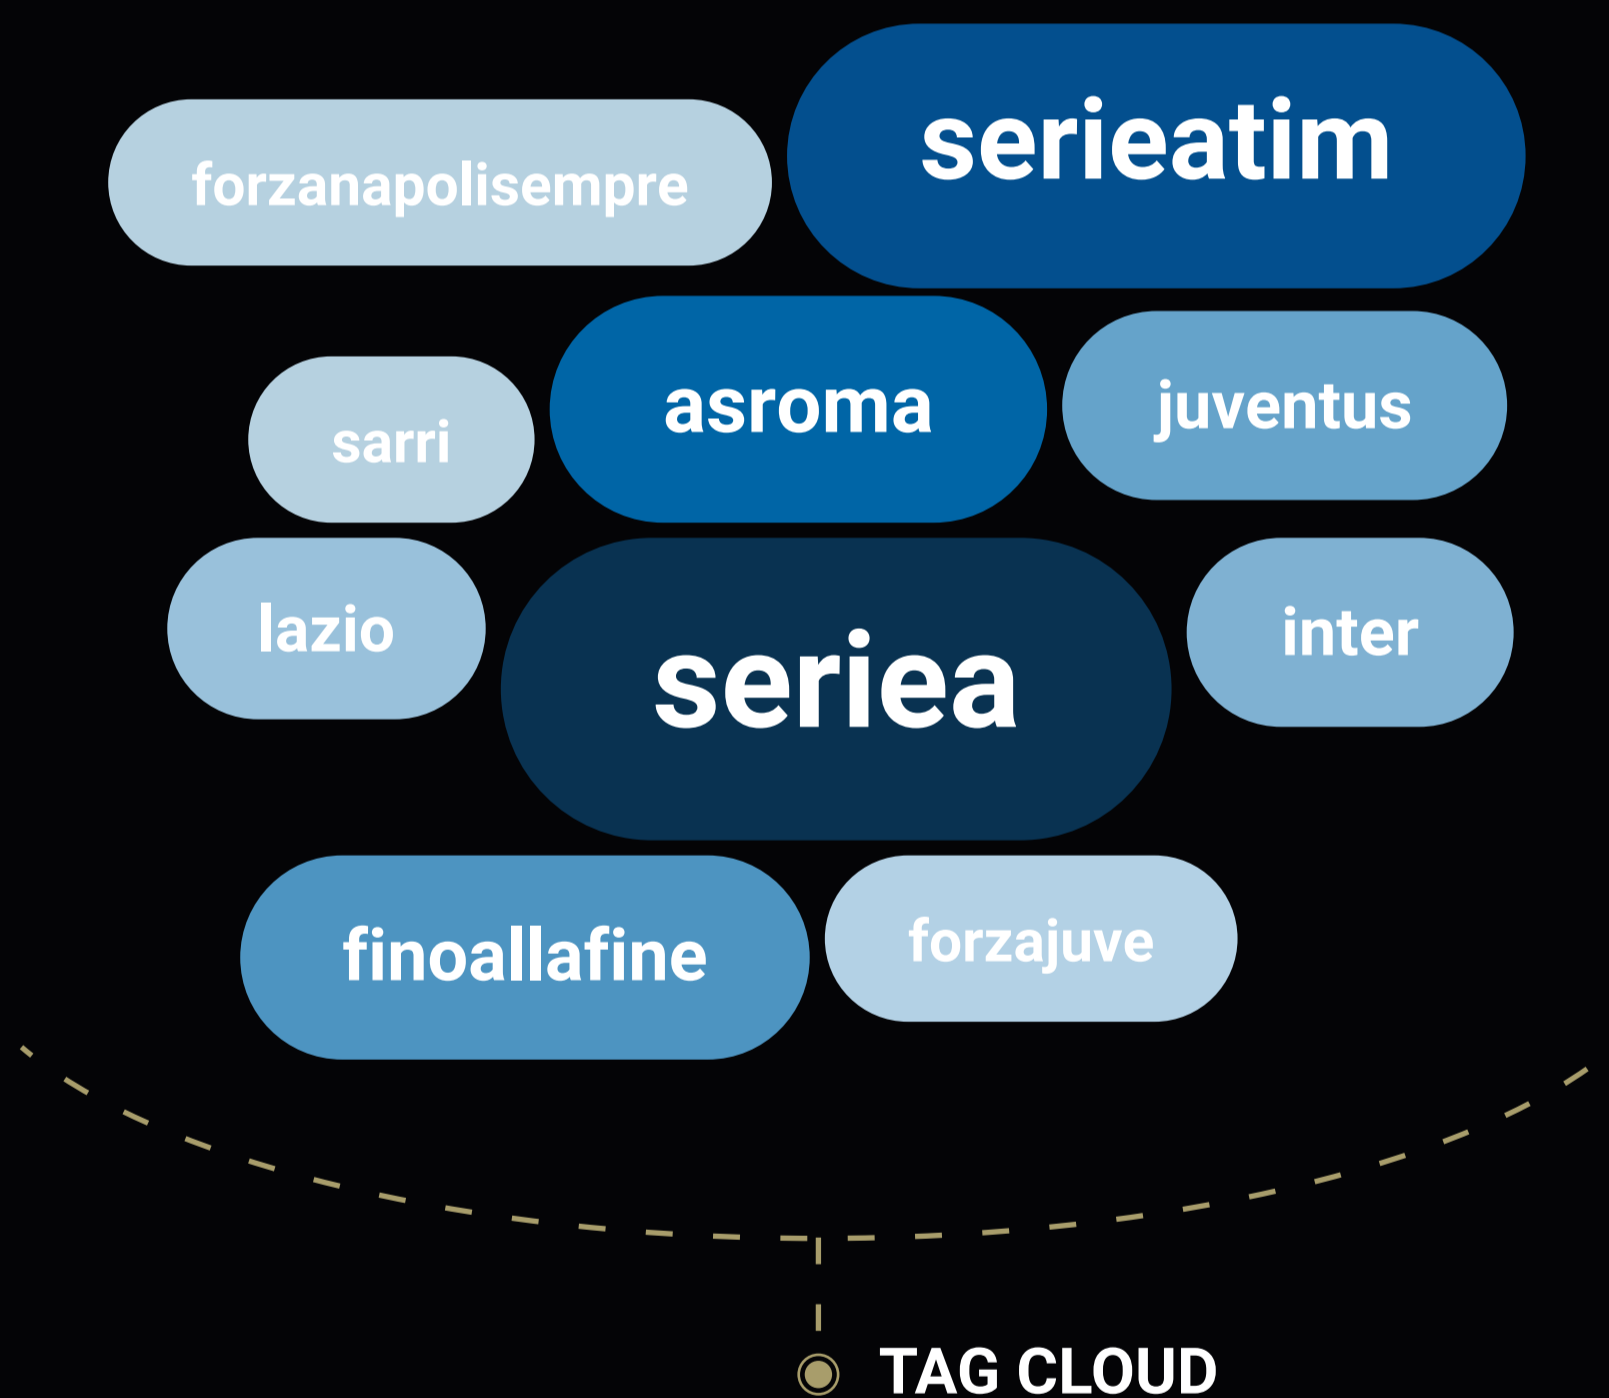 serieatim
forzanapolisempre
asroma
juventus
sarri
lazio
inter
seriea
finoallafine
forzajuve
TAG CLOUD